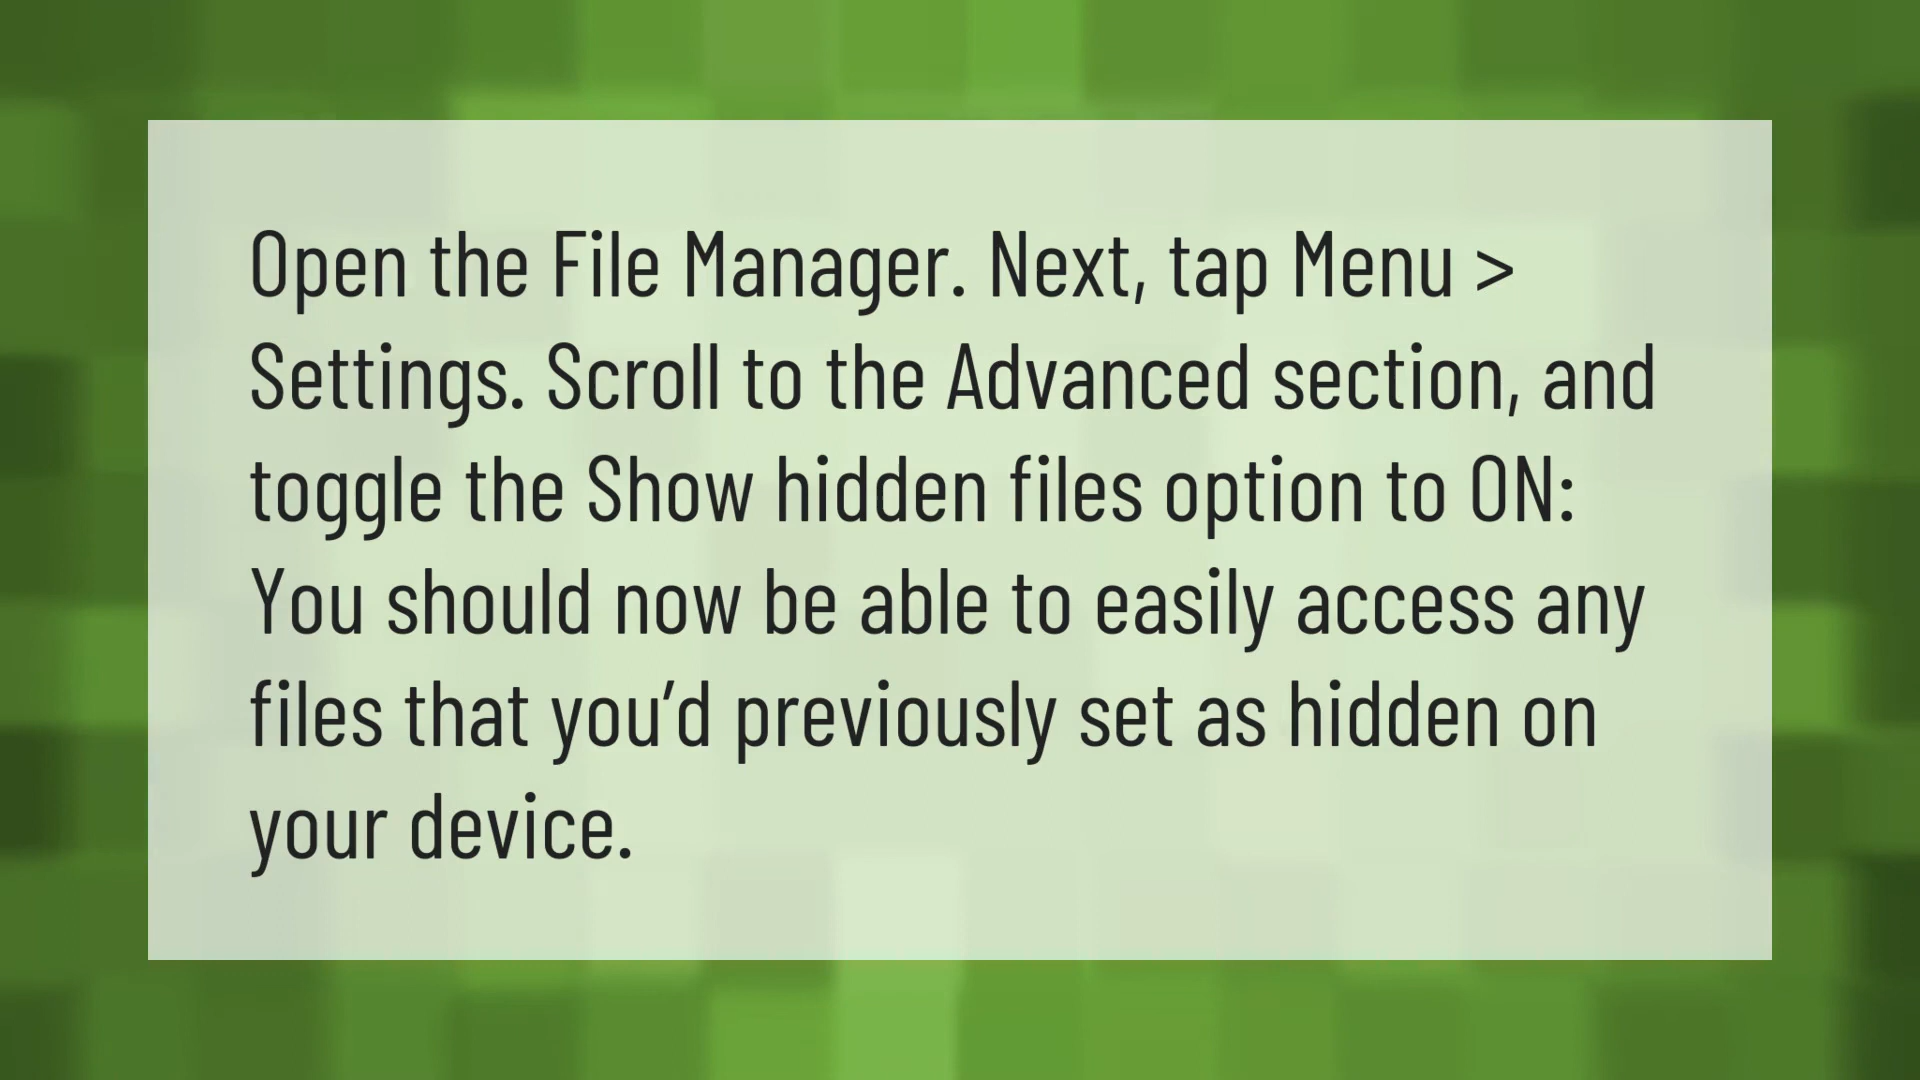 Open the File Manager. Next, tap Menu >
Settings. Scroll to the Advanced section, and
toggle the Show hidden files option to ON:
You should now be able to easily access any
files that you’d previously set as hidden on
your device.